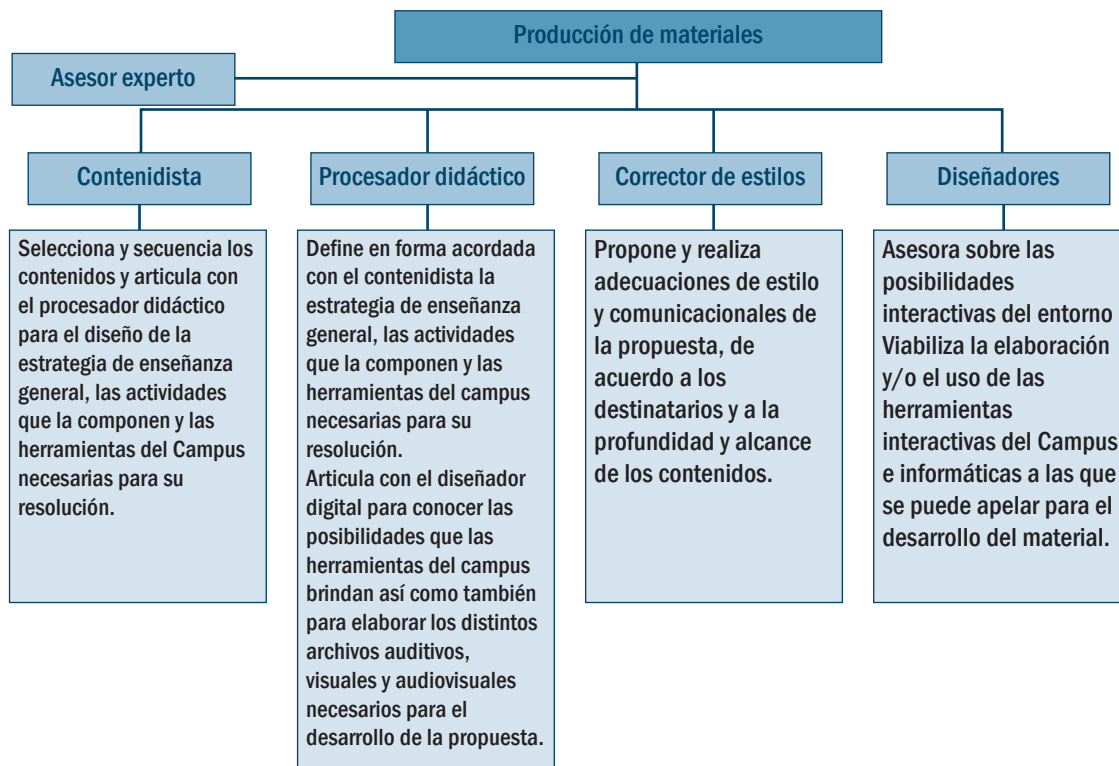 Producción de materiales
Asesor experto
Contenidista
Selecciona y secuencia los
contenidos y articula con
el procesador didáctico
para el diseño de la
estrategia de enseñanza
general, las actividades
que la componen y las
herramientas del Campus
necesarias para su
resolución.
Procesador didáctico
Define en forma acordada
con el contenidista la
estrategia de enseñanza
general, las actividades
que la componen y las
herramientas del campus
necesarias para su
resolución.
Articula con el diseñador
digital para conocer las
posibilidades que las
herramientas del campus
brindan así como también
para elaborar los distintos
archivos auditivos,
visuales y audiovisuales
necesarios para el
desarrollo de la propuesta.
Corrector de estilos
Propone y realiza
adecuaciones de estilo
y comunicacionales de
la propuesta, de
acuerdo a los
destinatarios y a la
profundidad y alcance
de los contenidos.
Diseñadores
Asesora sobre las
posibilidades
interactivas del entorno
Viabiliza la elaboración
y/o el uso de las
herramientas
interactivas del Campus
e informáticas a las que
se puede apelar para el
desarrollo del material.